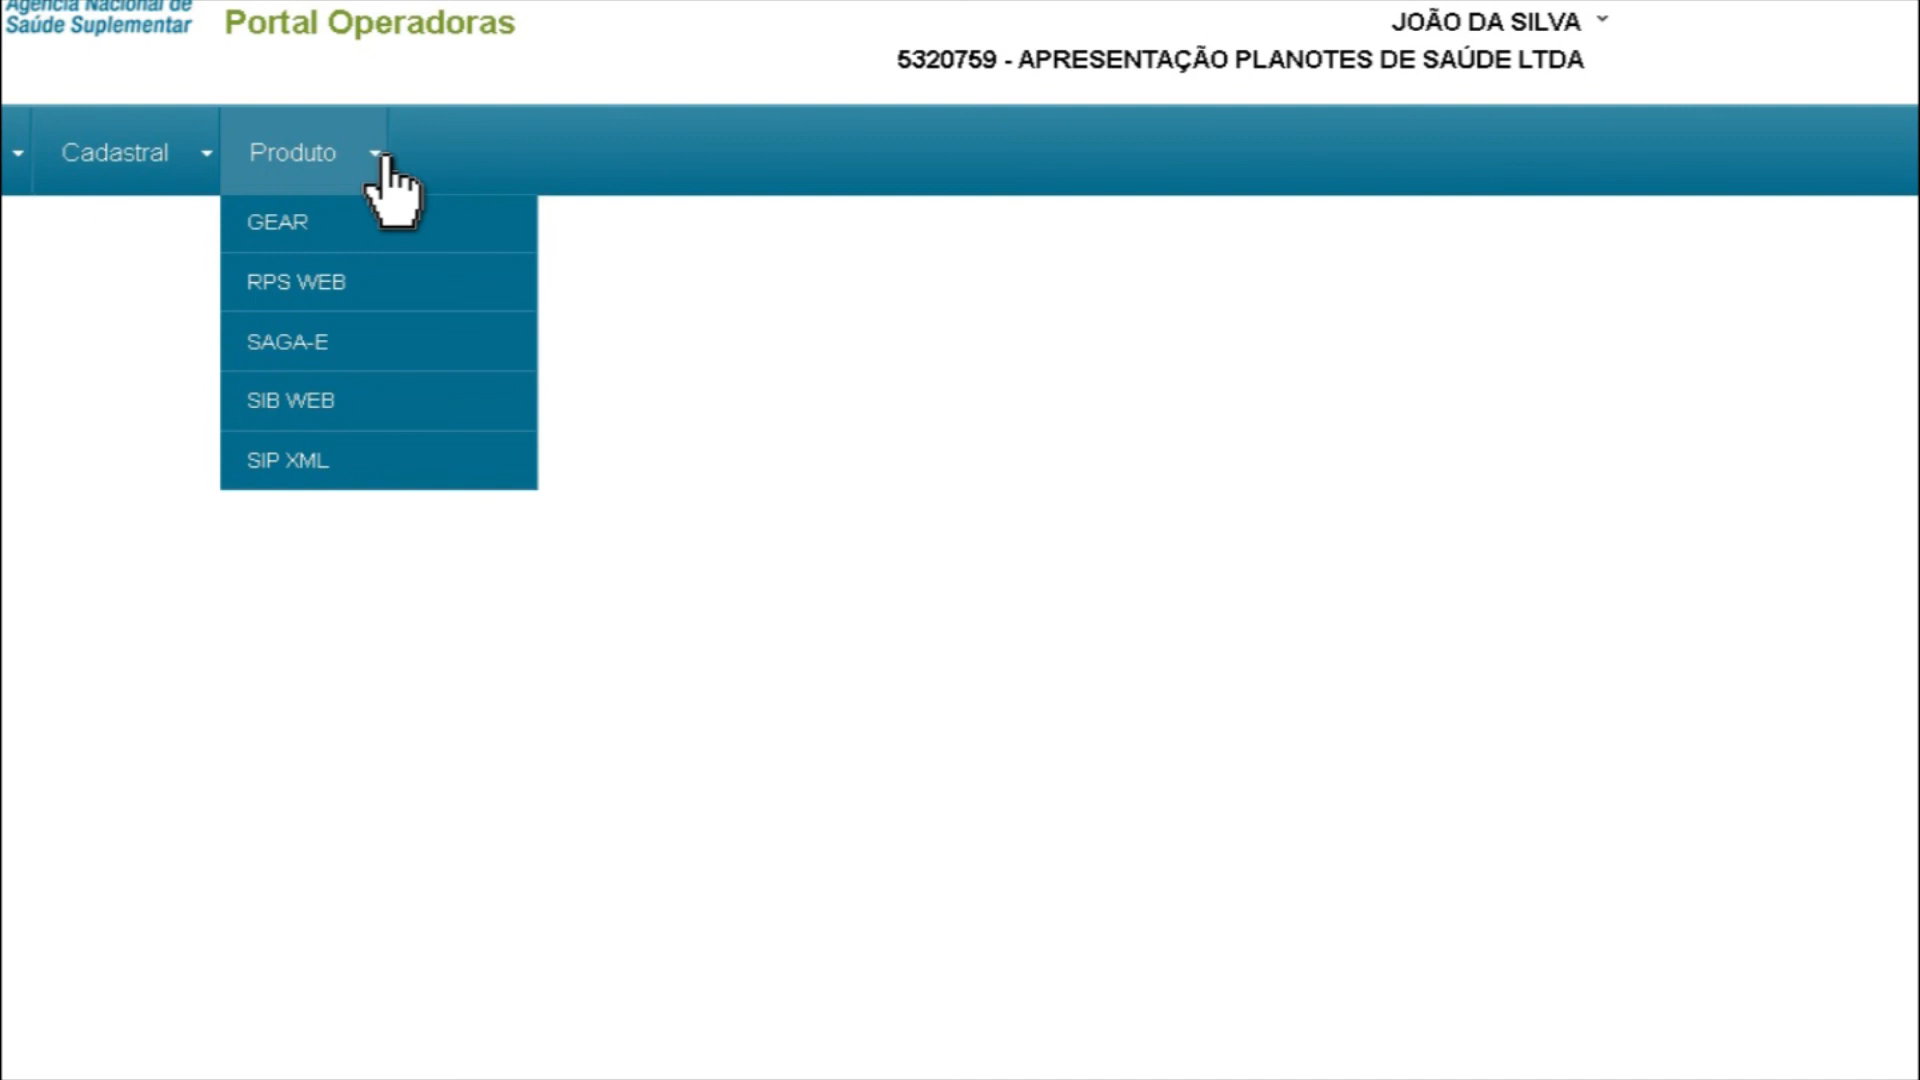 Agência Nacional de
Saúde Suplementar
Portal Operadoras
JOÃO DA SILVA
5320759 - APRESENTAÇÃO PLANOTES DE SAÚDE LTDA
Cadastral
Produto
GEAR
RPS WEB
SAGA-E
SIB WEB
SIP XML